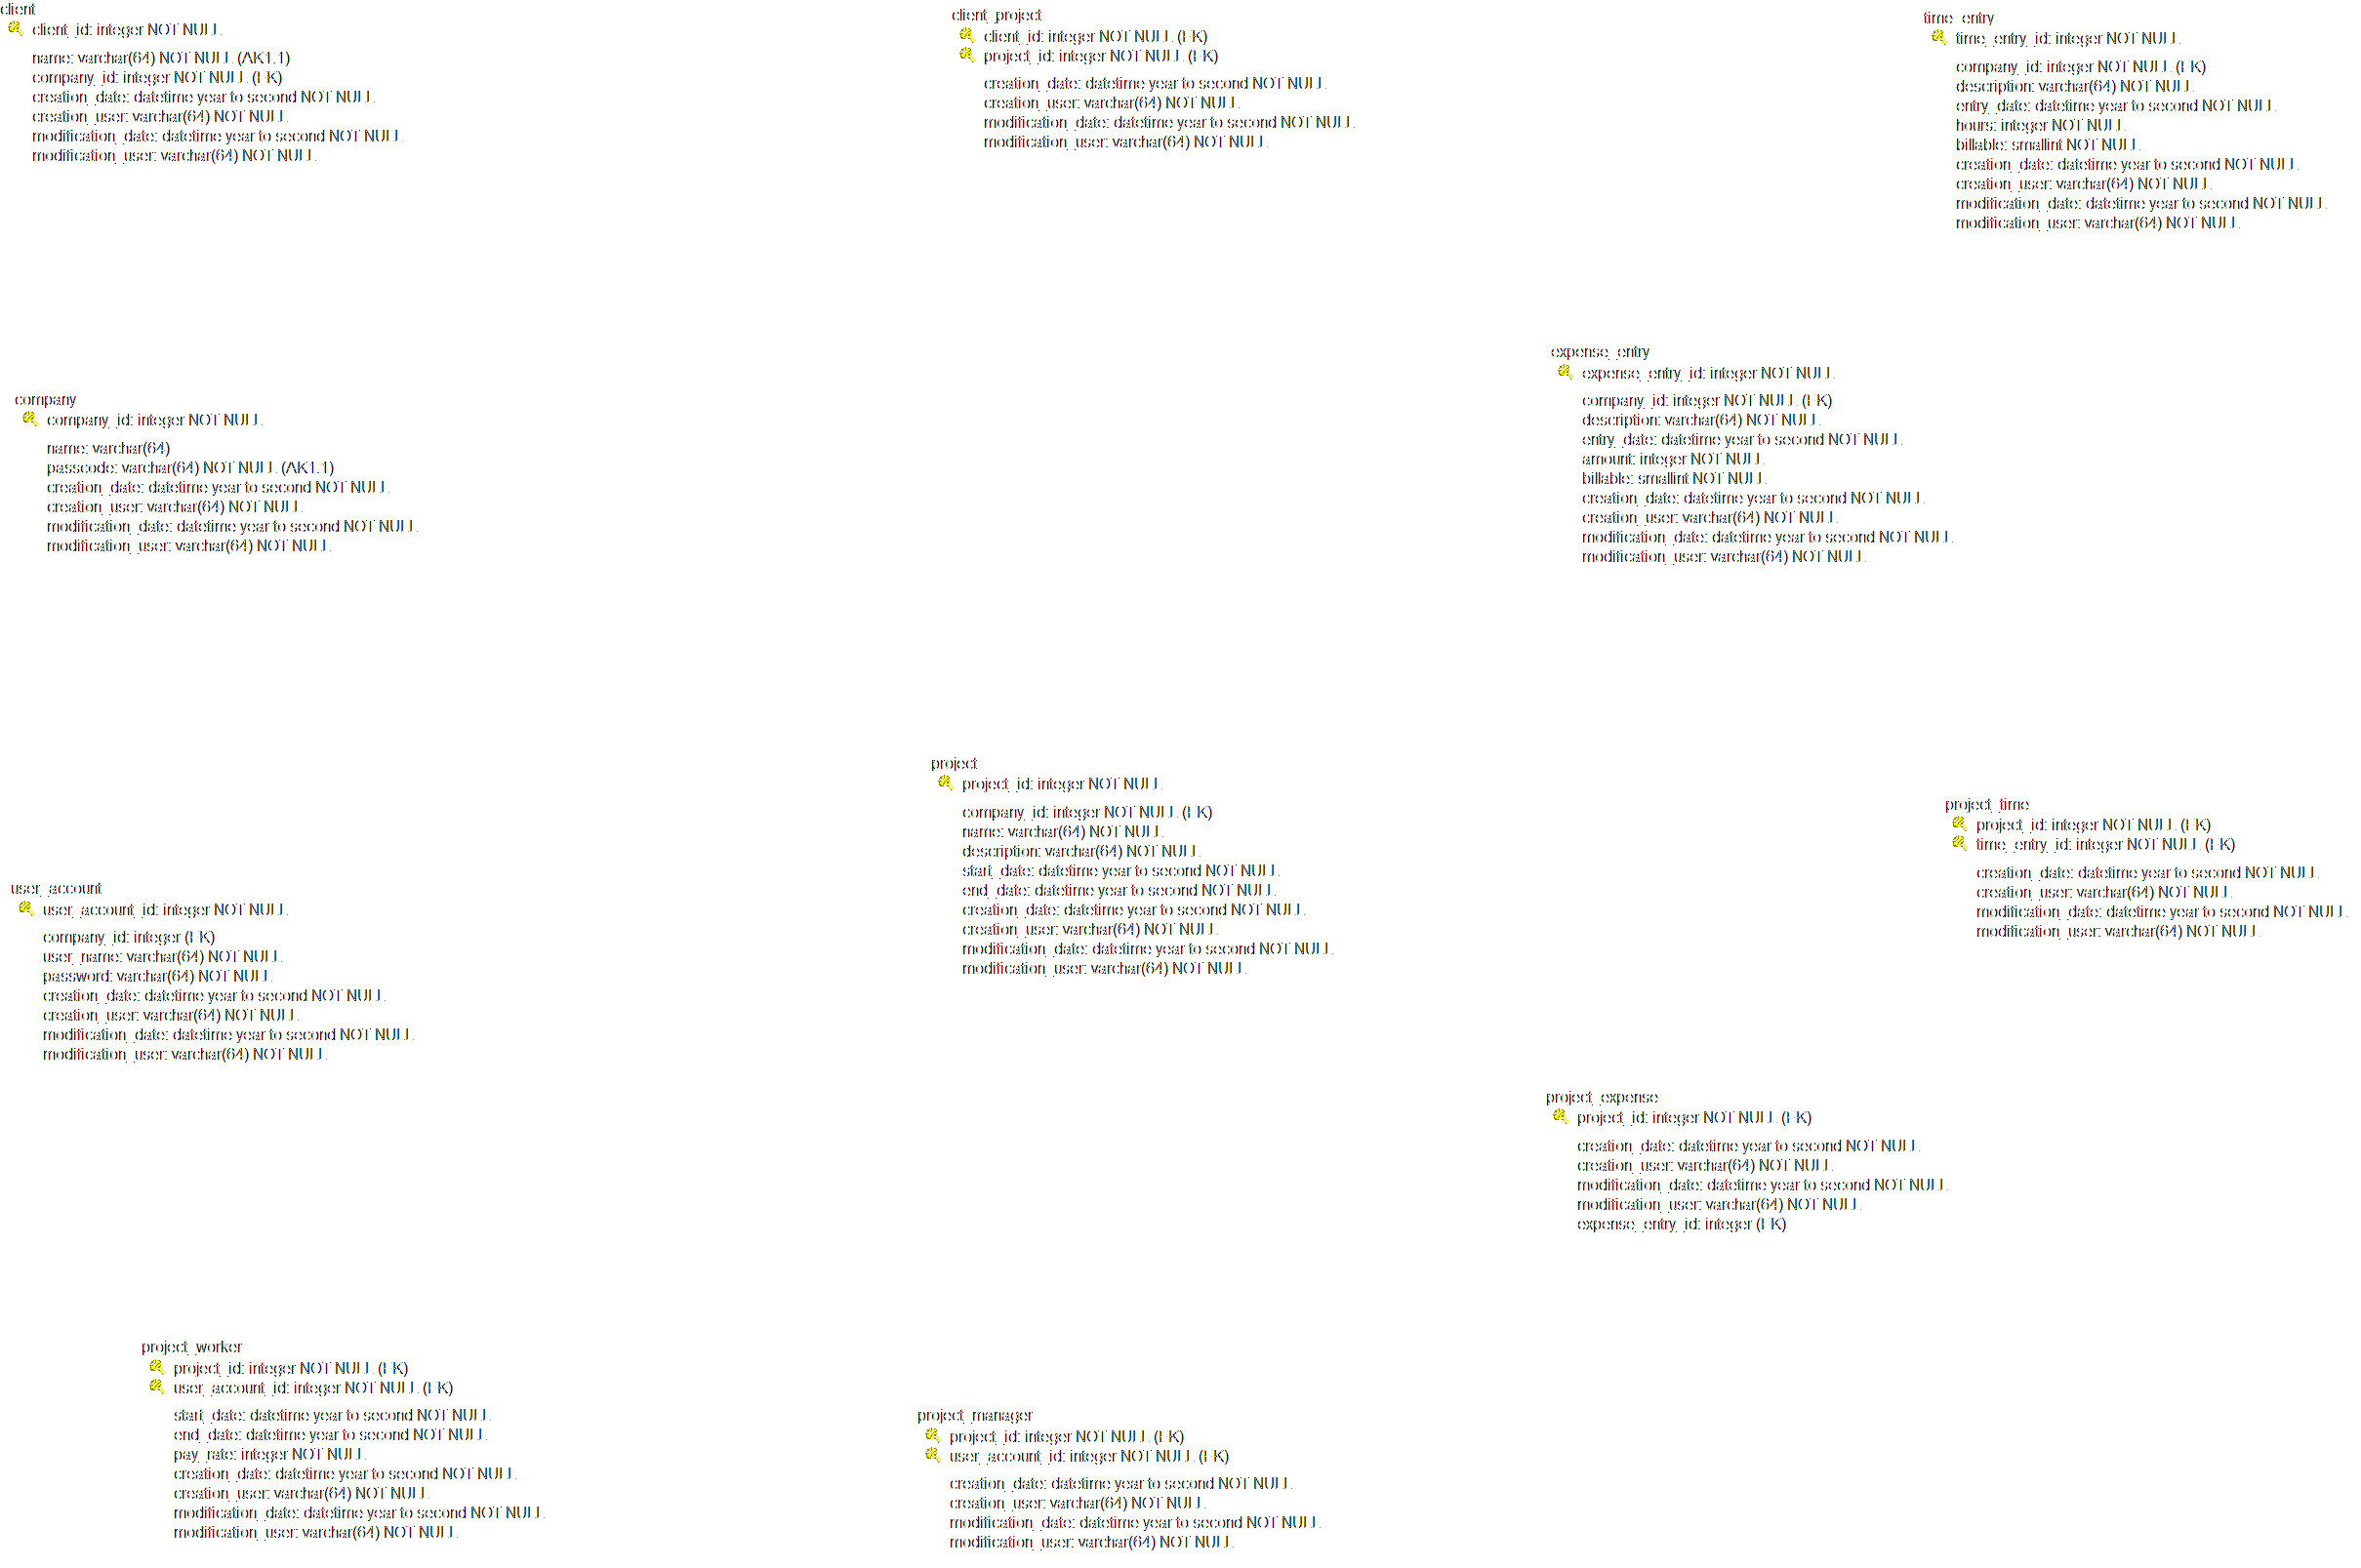 client
client_id: integer NOT NULL
name: varchar(64) NOT NULL (AK1.1)
company_id: integer NOT NULL (FK)
creation_date: datetime year to second NOT NULL
creation_user: varchar(64) NOT NULL
modification_date: datetime year to second NOT NULL
modification_user: varchar(64) NOT NULL
client_project
client_id: integer NOT NULL (FK)
project_id: integer NOT NULL (FK)
creation_date: datetime year to second NOT NULL
creation_user: varchar(64) NOT NULL
modification_date: datetime year to second NOT NULL
modification_user: varchar(64) NOT NULL
time_entry
time_entry_id: integer NOT NULL
company_id: integer NOT NULL (FK)
description: varchar(64) NOT NULL
entry_date: datetime year to second NOT NULL
hours: integer NOT NULL
billable: smallint NOT NULL
creation_date: datetime year to second NOT NULL
creation_user: varchar(64) NOT NULL
modification_date: datetime year to second NOT NULL
modification_user: varchar(64) NOT NULL
expense_entry
expense_entry_id: integer NOT NULL
company_id: integer NOT NULL (FK)
description: varchar(64) NOT NULL
entry_date: datetime year to second NOT NULL
amount: integer NOT NULL
billable: smallint NOT NULL
creation_date: datetime year to second NOT NULL
creation_user: varchar(64) NOT NULL
modification_date: datetime year to second NOT NULL
modification_user: varchar(64) NOT NULL
company
company_id: integer NOT NULL
name: varchar(64)
passcode: varchar(64) NOT NULL (AK1.1)
creation_date: datetime year to second NOT NULL
creation_user: varchar(64) NOT NULL
modification_date: datetime year to second NOT NULL
modification_user: varchar(64) NOT NULL
project
project_id: integer NOT NULL
company_id: integer NOT NULL (FK)
name: varchar(64) NOT NULL
description: varchar(64) NOT NULL
start_date: datetime year to second NOT NULL
end_date: datetime year to second NOT NULL
creation_date: datetime year to second NOT NULL
creation_user: varchar(64) NOT NULL
modification_date: datetime year to second NOT NULL
modification_user: varchar(64) NOT NULL
project_time
project_id: integer NOT NULL (FK)
time_entry_id: integer NOT NULL (FK)
creation_date: datetime year to second NOT NULL
creation_user: varchar(64) NOT NULL
modification_date: datetime year to second NOT NULL
modification_user: varchar(64) NOT NULL
user_account
user_account_id: integer NOT NULL
company_id: integer (FK)
user_name: varchar(64) NOT NULL
password: varchar(64) NOT NULL
creation_date: datetime year to second NOT NULL
creation_user: varchar(64) NOT NULL
modification_date: datetime year to second NOT NULL
modification_user: varchar(64) NOT NULL
project_expense
project_id: integer NOT NULL (FK)
creation_date: datetime year to second NOT NULL
creation_user: varchar(64) NOT NULL
modification_date: datetime year to second NOT NULL
modification_user: varchar(64) NOT NULL
expense_entry_id: integer (FK)
project_worker
project_id: integer NOT NULL (FK)
user_account_id: integer NOT NULL (FK)
start_date: datetime year to second NOT NULL
end_date: datetime year to second NOT NULL
pay_rate: integer NOT NULL
creation_date: datetime year to second NOT NULL
creation_user: varchar(64) NOT NULL
modification_date: datetime year to second NOT NULL
modification_user: varchar(64) NOT NULL
project_manager
project_id: integer NOT NULL (FK)
user_account_id: integer NOT NULL (FK)
creation_date: datetime year to second NOT NULL
creation_user: varchar(64) NOT NULL
modification_date: datetime year to second NOT NULL
modification_user: varchar(64) NOT NULL